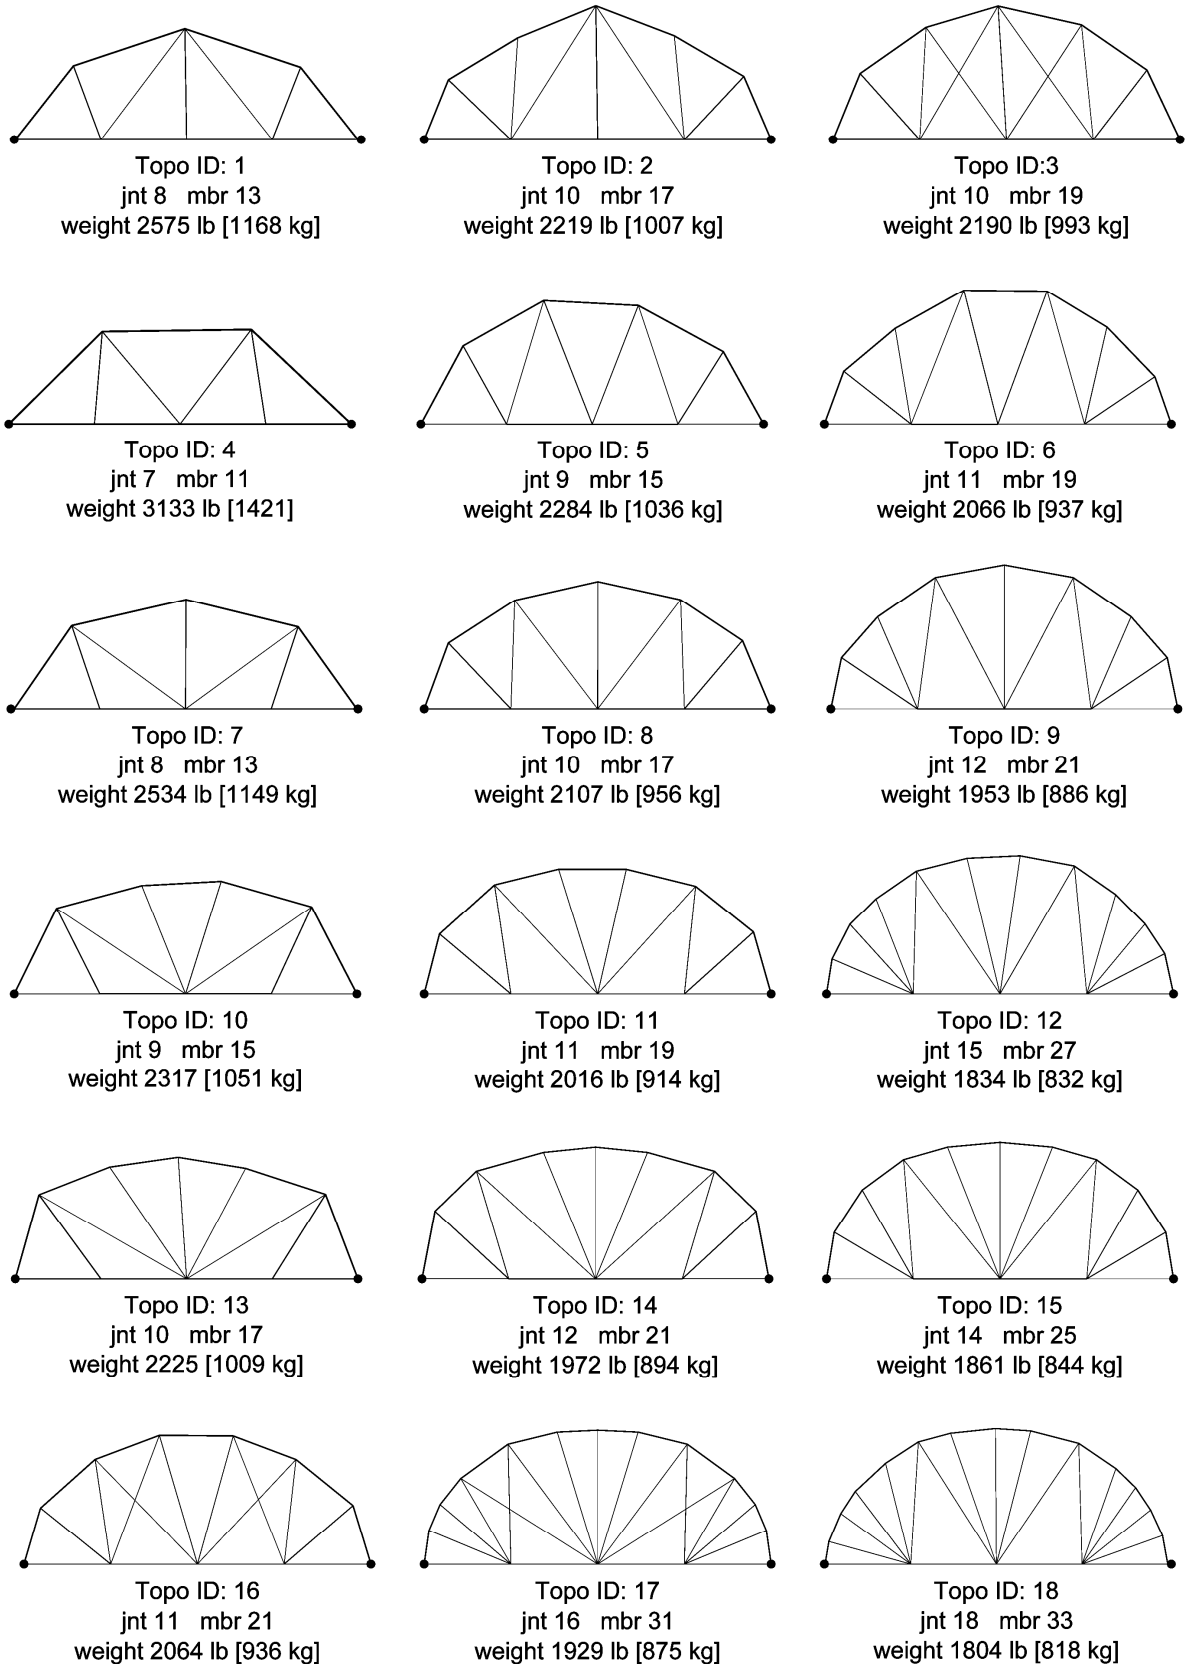 Topo ID: 1
jnt 8 mbr 13
weight 2575 lb [1168 kg]
Topo ID: 2
jnt 10 mbr 17
weight 2219 lb [1007 kg]
Topo ID:3
jnt 10 mbr 19
weight 2190 lb [993 kg]
Topo ID: 4
jnt 7 mbr 11
weight 3133 lb [1421]
Topo ID: 5
jnt 9 mbr 15
weight 2284 lb [1036 kg]
Topo ID: 6
jnt 11 mbr 19
weight 2066 lb [937 kg]
Topo ID: 7
jnt 8 mbr 13
weight 2534 lb [1149 kg]
Topo ID: 8
jnt 10 mbr 17
weight 2107 lb [956 kg]
Topo ID: 9
jnt 12 mbr 21
weight 1953 lb [886 kg]
Topo ID: 10
jnt 9 mbr 15
weight 2317 [1051 kg]
Topo ID: 11
jnt 11 mbr 19
weight 2016 lb [914 kg]
Topo ID: 12
jnt 15 mbr 27
weight 1834 lb [832 kg]
Topo ID: 13
jnt 10 mbr 17
weight 2225 [1009 kg]
Topo ID: 14
jnt 12 mbr 21
weight 1972 lb [894 kg]
Topo ID: 15
jnt 14 mbr 25
weight 1861 lb [844 kg]
Topo ID: 16
jnt 11 mbr 21
weight 2064 lb [936 kg]
Topo ID: 17
jnt 16 mbr 31
weight 1929 lb [875 kg]
Topo ID: 18
jnt 18 mbr 33
weight 1804 lb [818 kg]